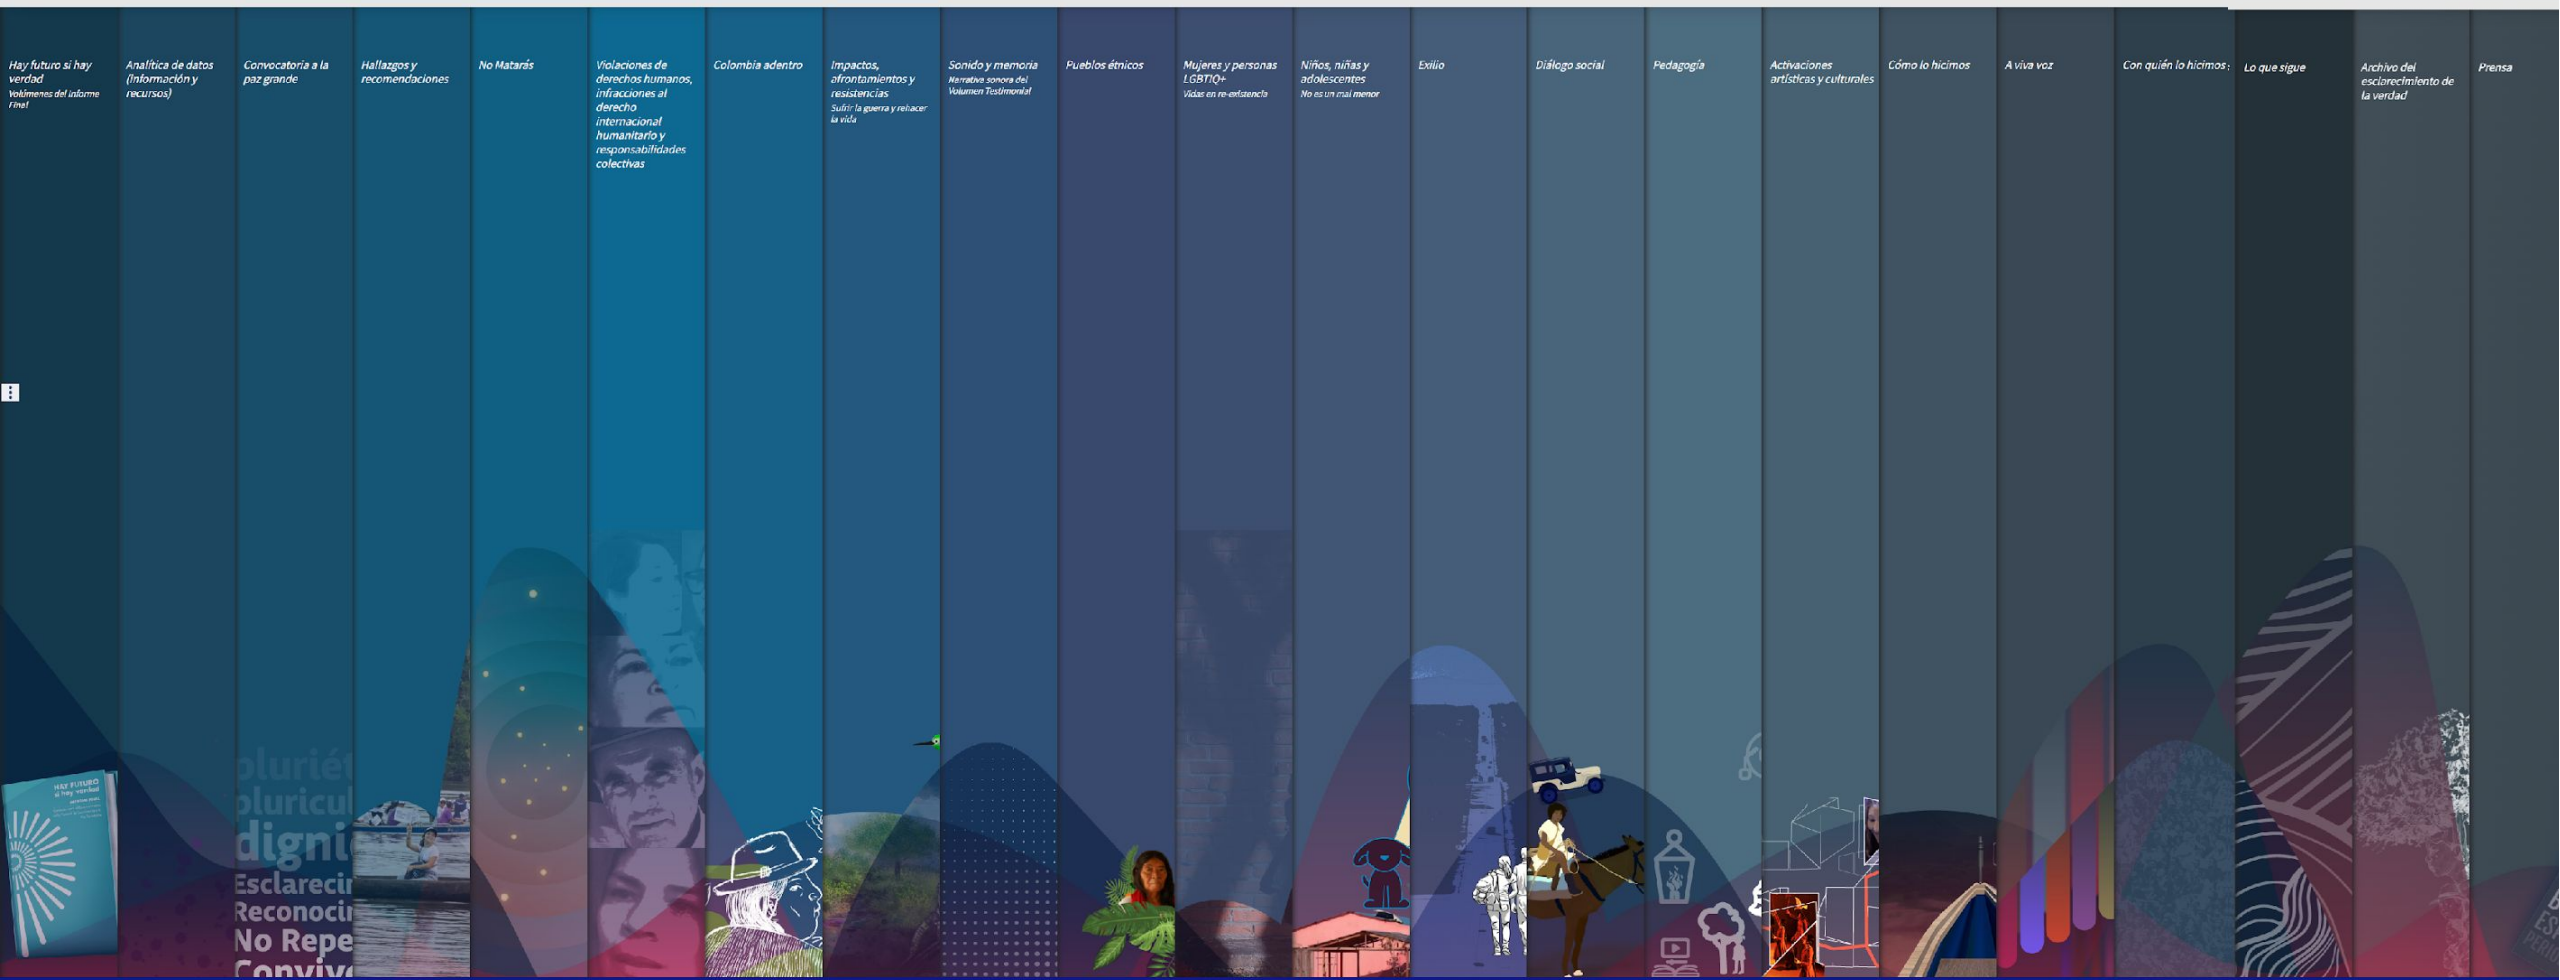 Hay futuro si hay
verdad
Volúmenes del Informe
Final
Analítica de datos
(Información y
recursos)
Convocatoria a la
paz grande
Hallazgos y
recomendaciones
No Matarás
Violaciones de
derechos humanos,
infracciones al
derecho
internacional
humanitario y
responsabilidades
colectivas
Colombia adentro
Impactos,
afrontamientos y
resistencias
Sufrir la guerra y rehacer
la vida
Sonido y memoria
Narrativa sonora del
Volumen Testimonial
Pueblos étnicos
Mujeres y personas
LGBTIQ+
Vidas en re-existencia
Niños, niñas y
adolescentes
No es un mal menor
Exilio
Diálogo social
Pedagogía
Activaciones
artísticas y culturales
Cómo lo hicimos
A viva voz
Con quién lo hicimos
Lo que sigue
Archivo del
esclarecimiento de
la verdad
Prensa
HAY FUTURO
si hay verdad
pluriét
pluricul
digni
Esclarecin
Reconocin
No Repe
Convive